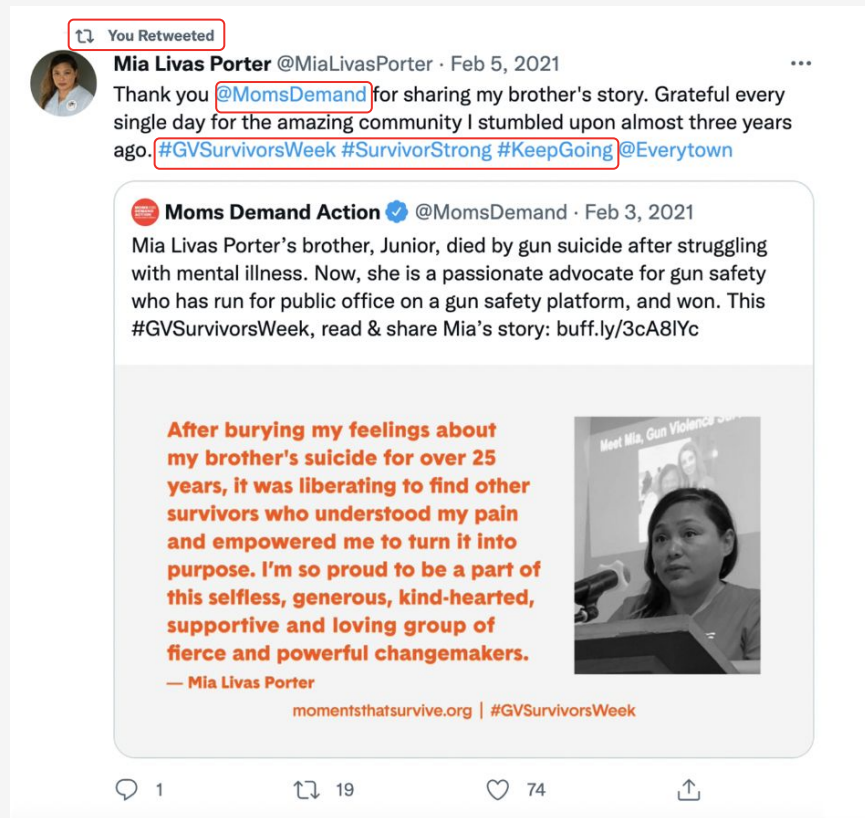 You Retweeted
Mia Livas Porter @MiaLivasPorter · Feb 5, 2021
Thank you @MomsDemand for sharing my brother's story. Grateful every
single day for the amazing community I stumbled upon almost three years
ago. #GVSurvivorsWeek #SurvivorStrong #KeepGoing @Everytown
Moms Demand Action @MomsDemand · Feb 3, 2021
Mia Livas Porter's brother, Junior, died by gun suicide after struggling
with mental illness. Now, she is a passionate advocate for gun safety
who has run for public office on a gun safety platform, and won. This
#GVSurvivorsWeek, read & share Mia's story: buff.ly/3cA8lYc
After burying my feelings about
my brother's suicide for over 25
years, it was liberating to find other
survivors who understood my pain
and empowered me to turn it into
purpose. I'm so proud to be a part of
this selfless, generous, kind-hearted,
supportive and loving group of
fierce and powerful changemakers.
— Mia Livas Porter
Meet Mia, Gun Violence
momentsthatsurvive.org | #GVSurvivorsWeek
1 19 74